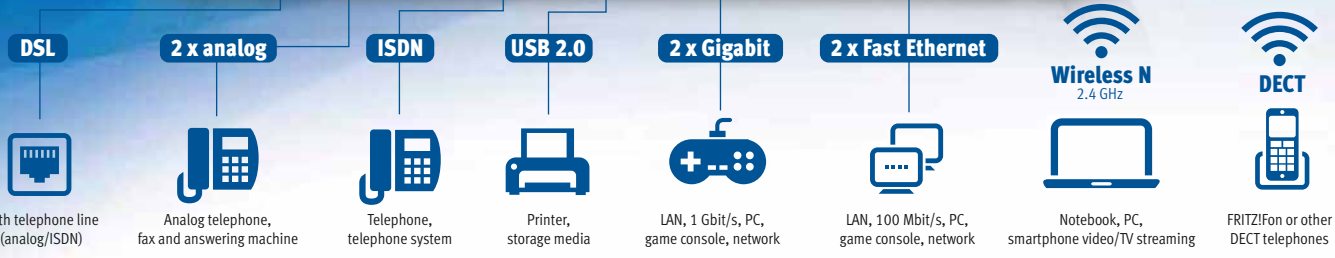 DSL
2 x analog
ISDN
USB 2.0
2 x Gigabit
2 x Fast Ethernet
Wireless N
2.4 GHz
DECT
telephone line
(analog/ISDN)
Analog telephone,
fax and answering machine
Telephone,
telephone system
Printer,
storage media
LAN, 1 Gbit/s, PC,
game console, network
LAN, 100 Mbit/s, PC,
game console, network
Notebook, PC,
smartphone video/TV streaming
FRITZ!Fon or other
DECT telephones